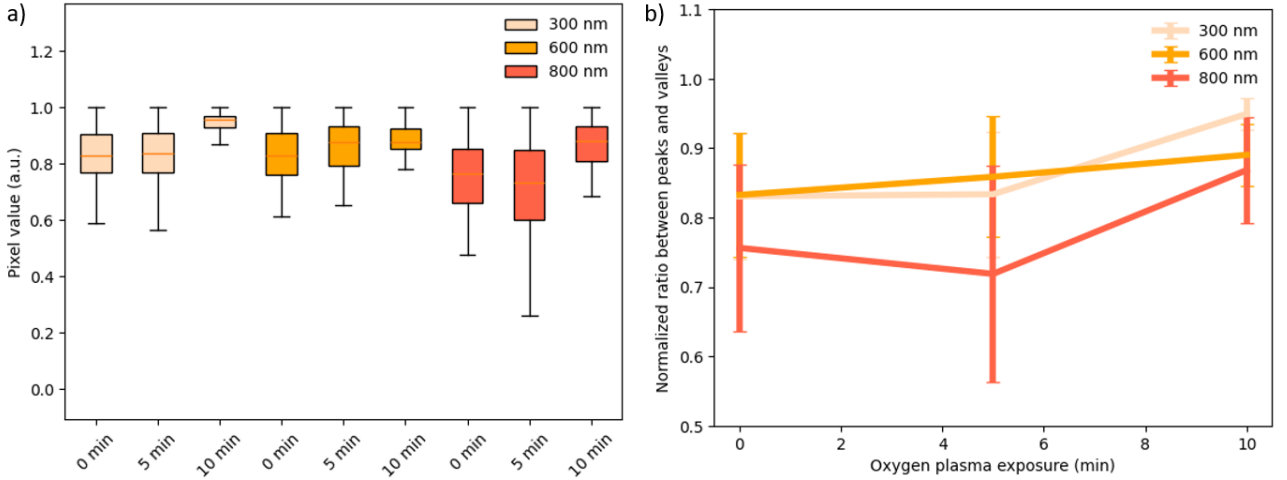 a)
Pixel value (a.u.)
1.2
1.0
0.8
0.6
0.4
0.2
0.0
300 nm
600 nm
800 nm
0 min
5 min
10 min
0 min
5 min
10 min
0 min
5 min
10 min
b)
Normalized ratio between peaks and valleys
1.1
1.0
0.9
0.8
0.7
0.6
0.5
300 nm
600 nm
800 nm
0
2
4
6
8
10
Oxygen plasma exposure (min)